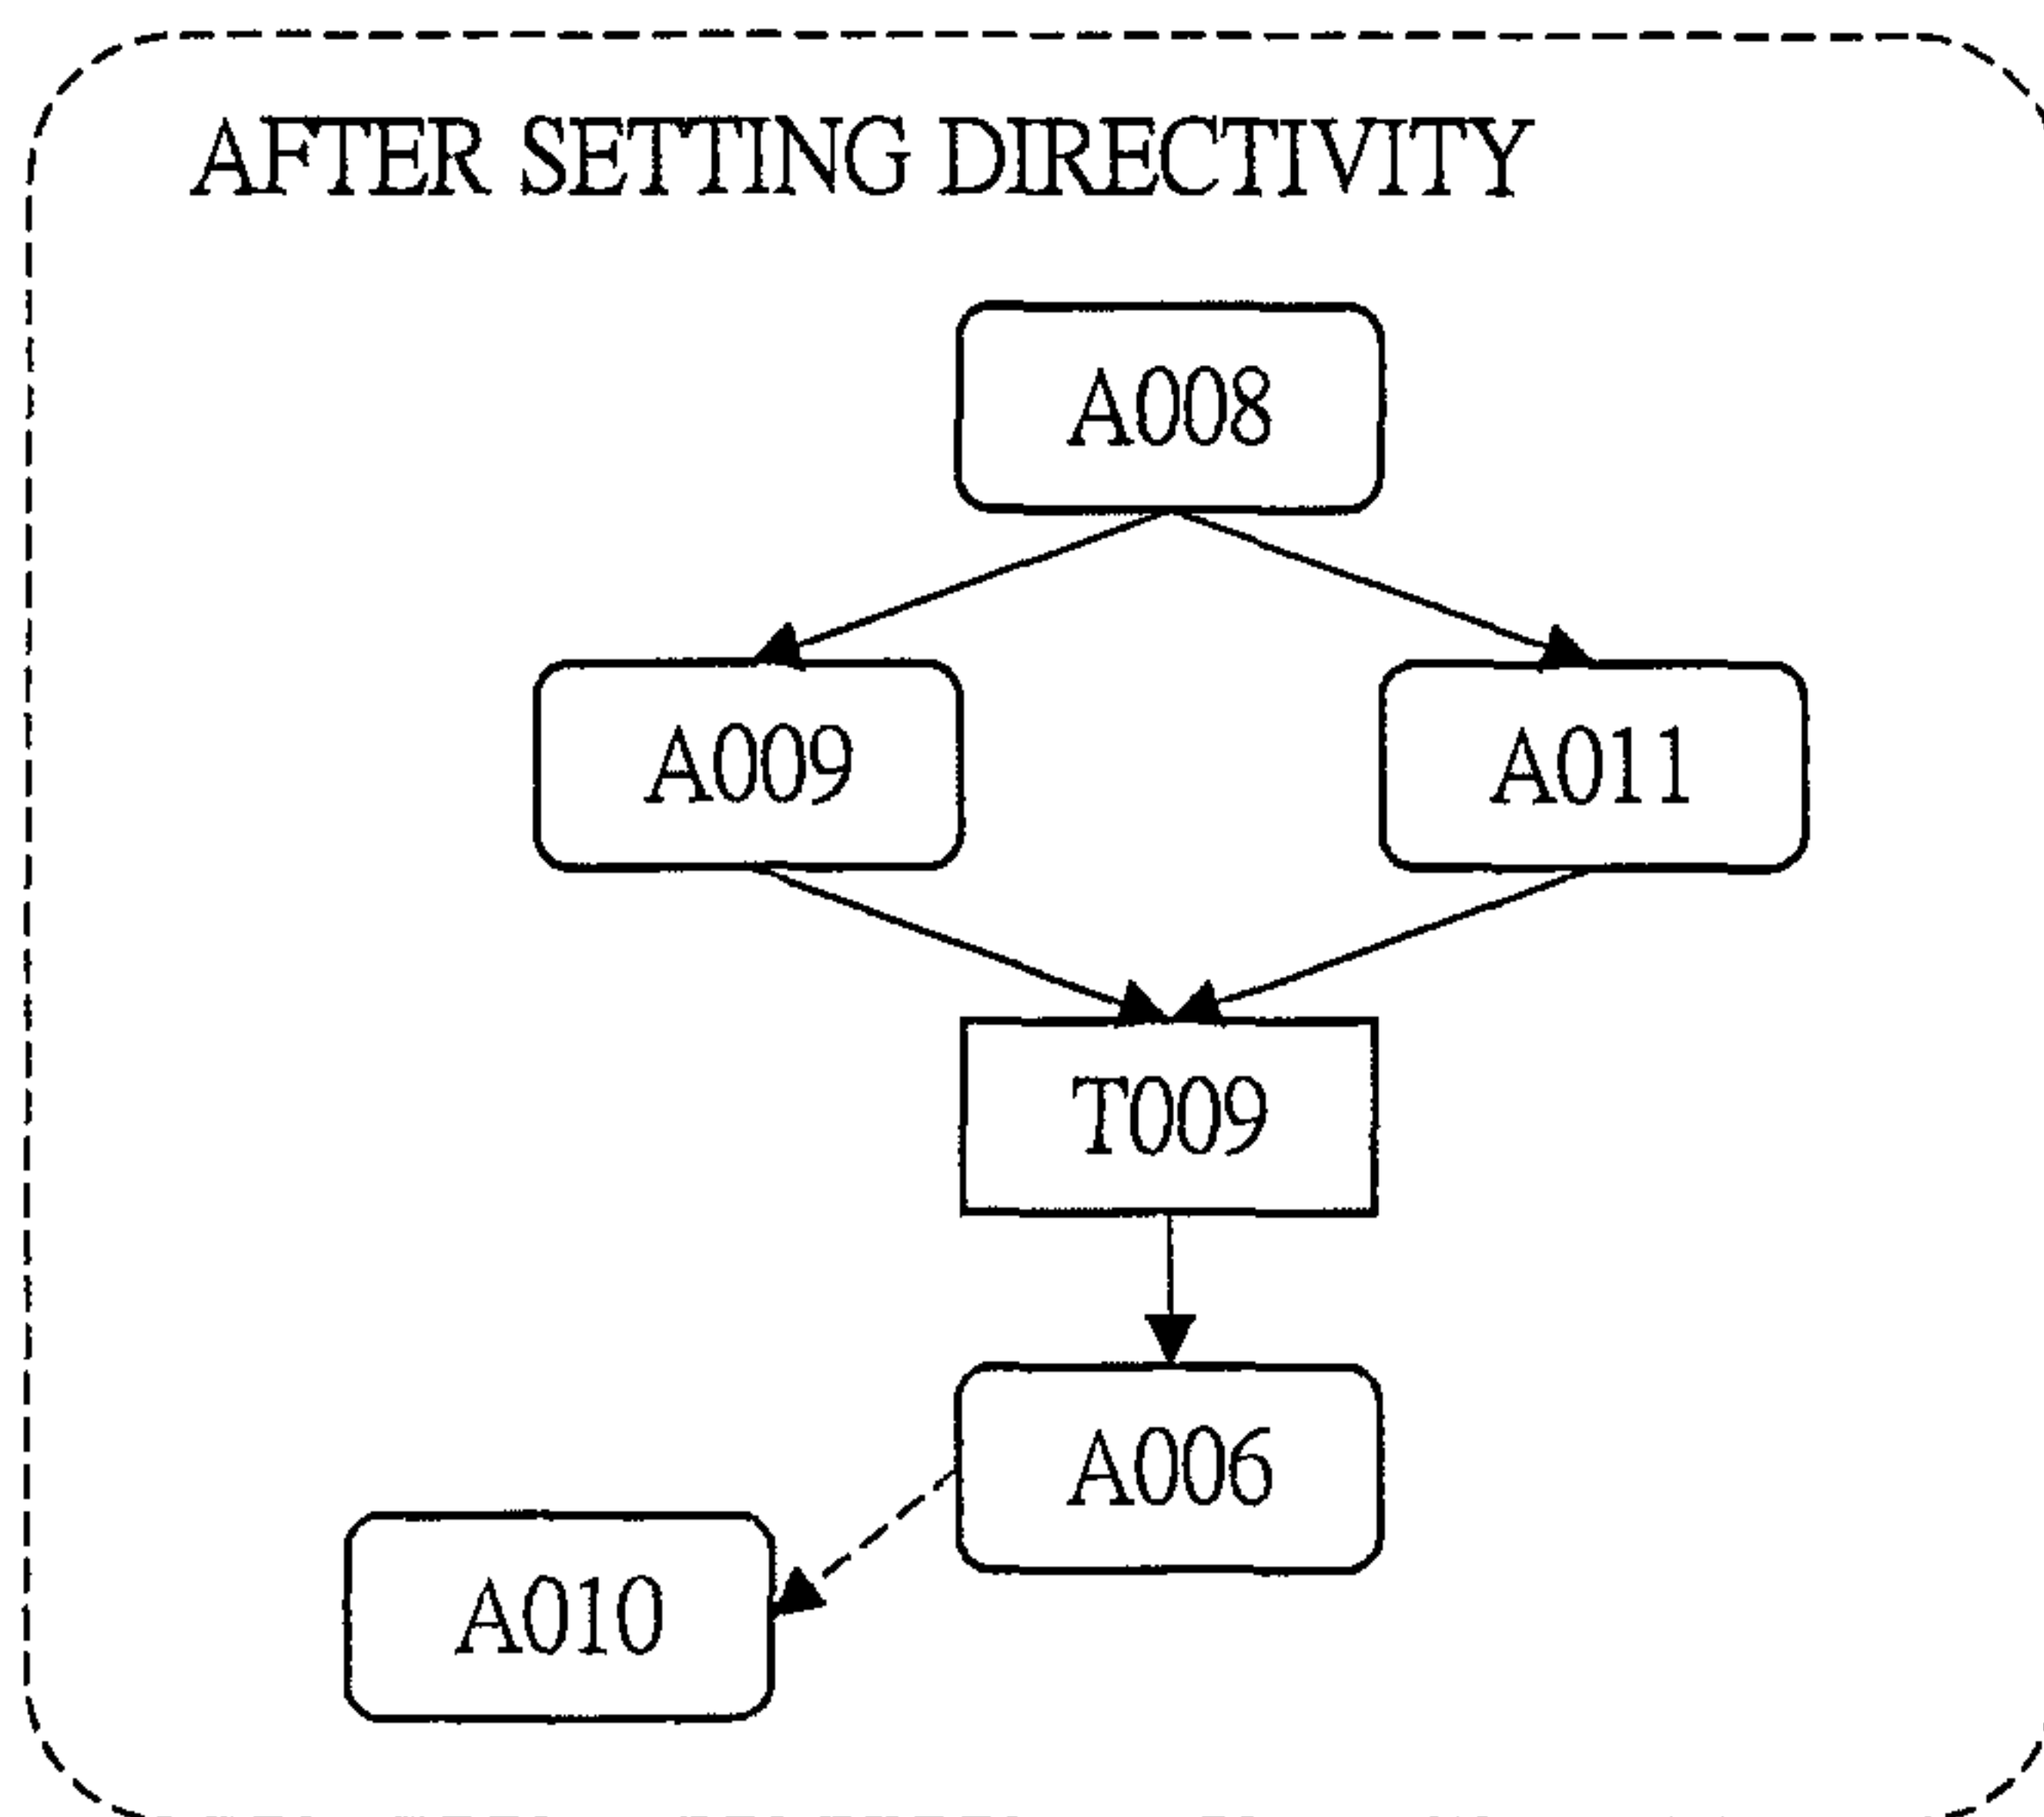 AFTER SETTING DIRECTIVITY
A008
A009 A011
T009
A006
A010